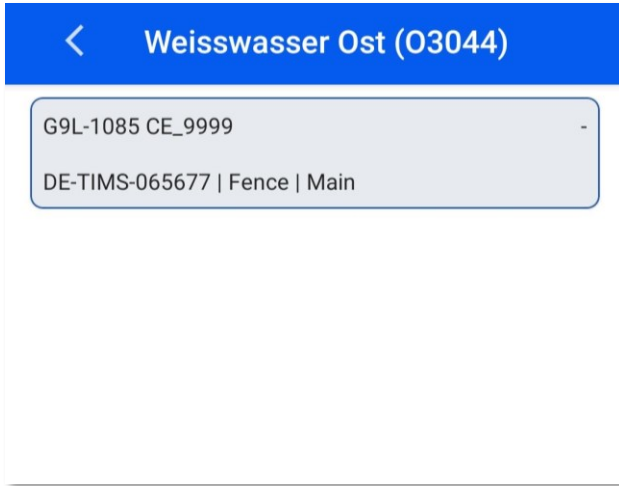 Weisswasser Ost (O3044)
G9L-1085 CE_9999 -
DE-TIMS-065677 | Fence | Main